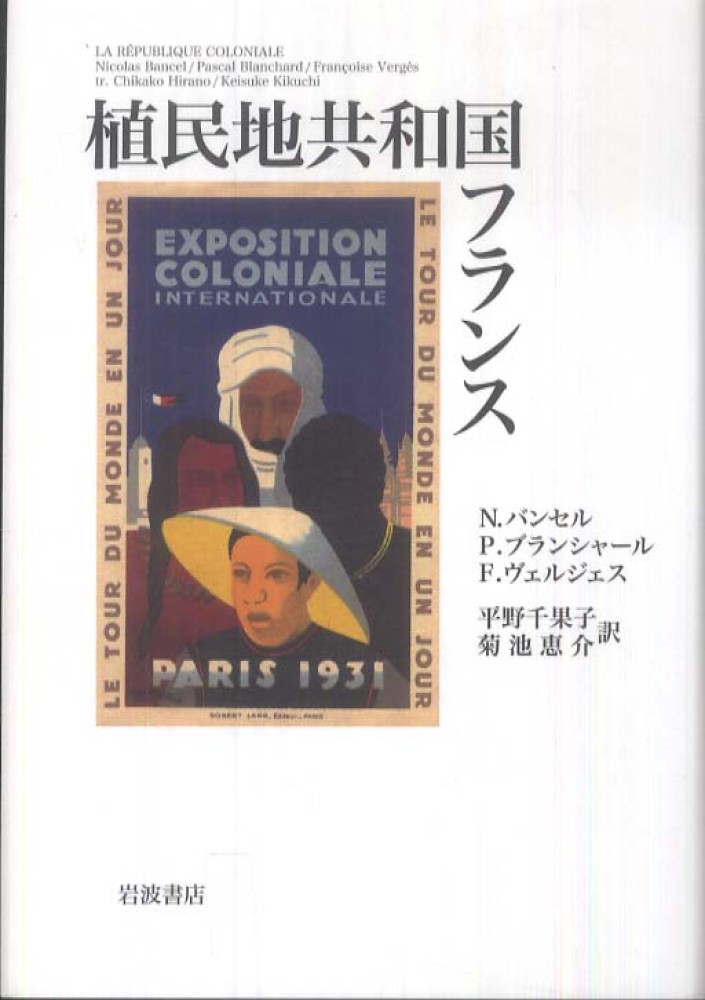 LA RÉPUBLIQUE COLONIALE
Nicolas Bancel/Pascal Blanchard/Françoise Vergès
tr. Chikako Hirano/Keisuke Kikuchi
植民地共和国
フランス
EXPOSITION
COLONIALE
INTERNATIONALE
LE TOUR DU MONDE EN UN JOUR
LE TOUR DU MONDE EN UN JOUR
PARIS 1931
ROBERT LANG, PARIS
N.バンセル
P.ブランシャール
F.ヴェルジェス
平野千果子
菊池恵介訳
岩波書店